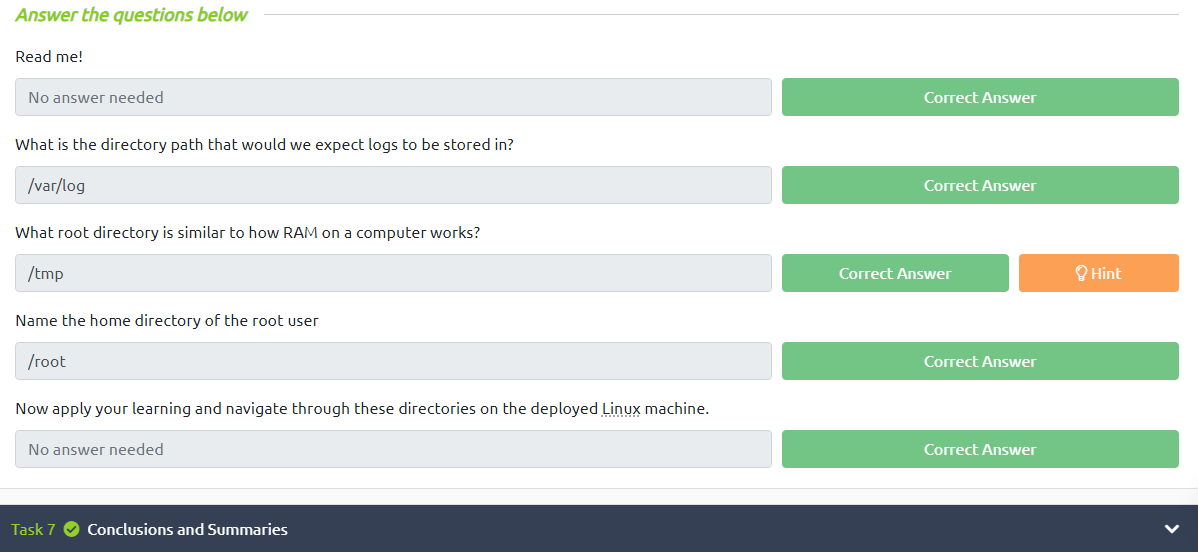 Answer the questions below
Read me!
No answer needed
Correct Answer
What is the directory path that would we expect logs to be stored in?
/var/log
Correct Answer
What root directory is similar to how RAM on a computer works?
/tmp
Correct Answer
Hint
Name the home directory of the root user
/root
Correct Answer
Now apply your learning and navigate through these directories on the deployed Linux machine.
No answer needed
Correct Answer
Task 7 Conclusions and Summaries